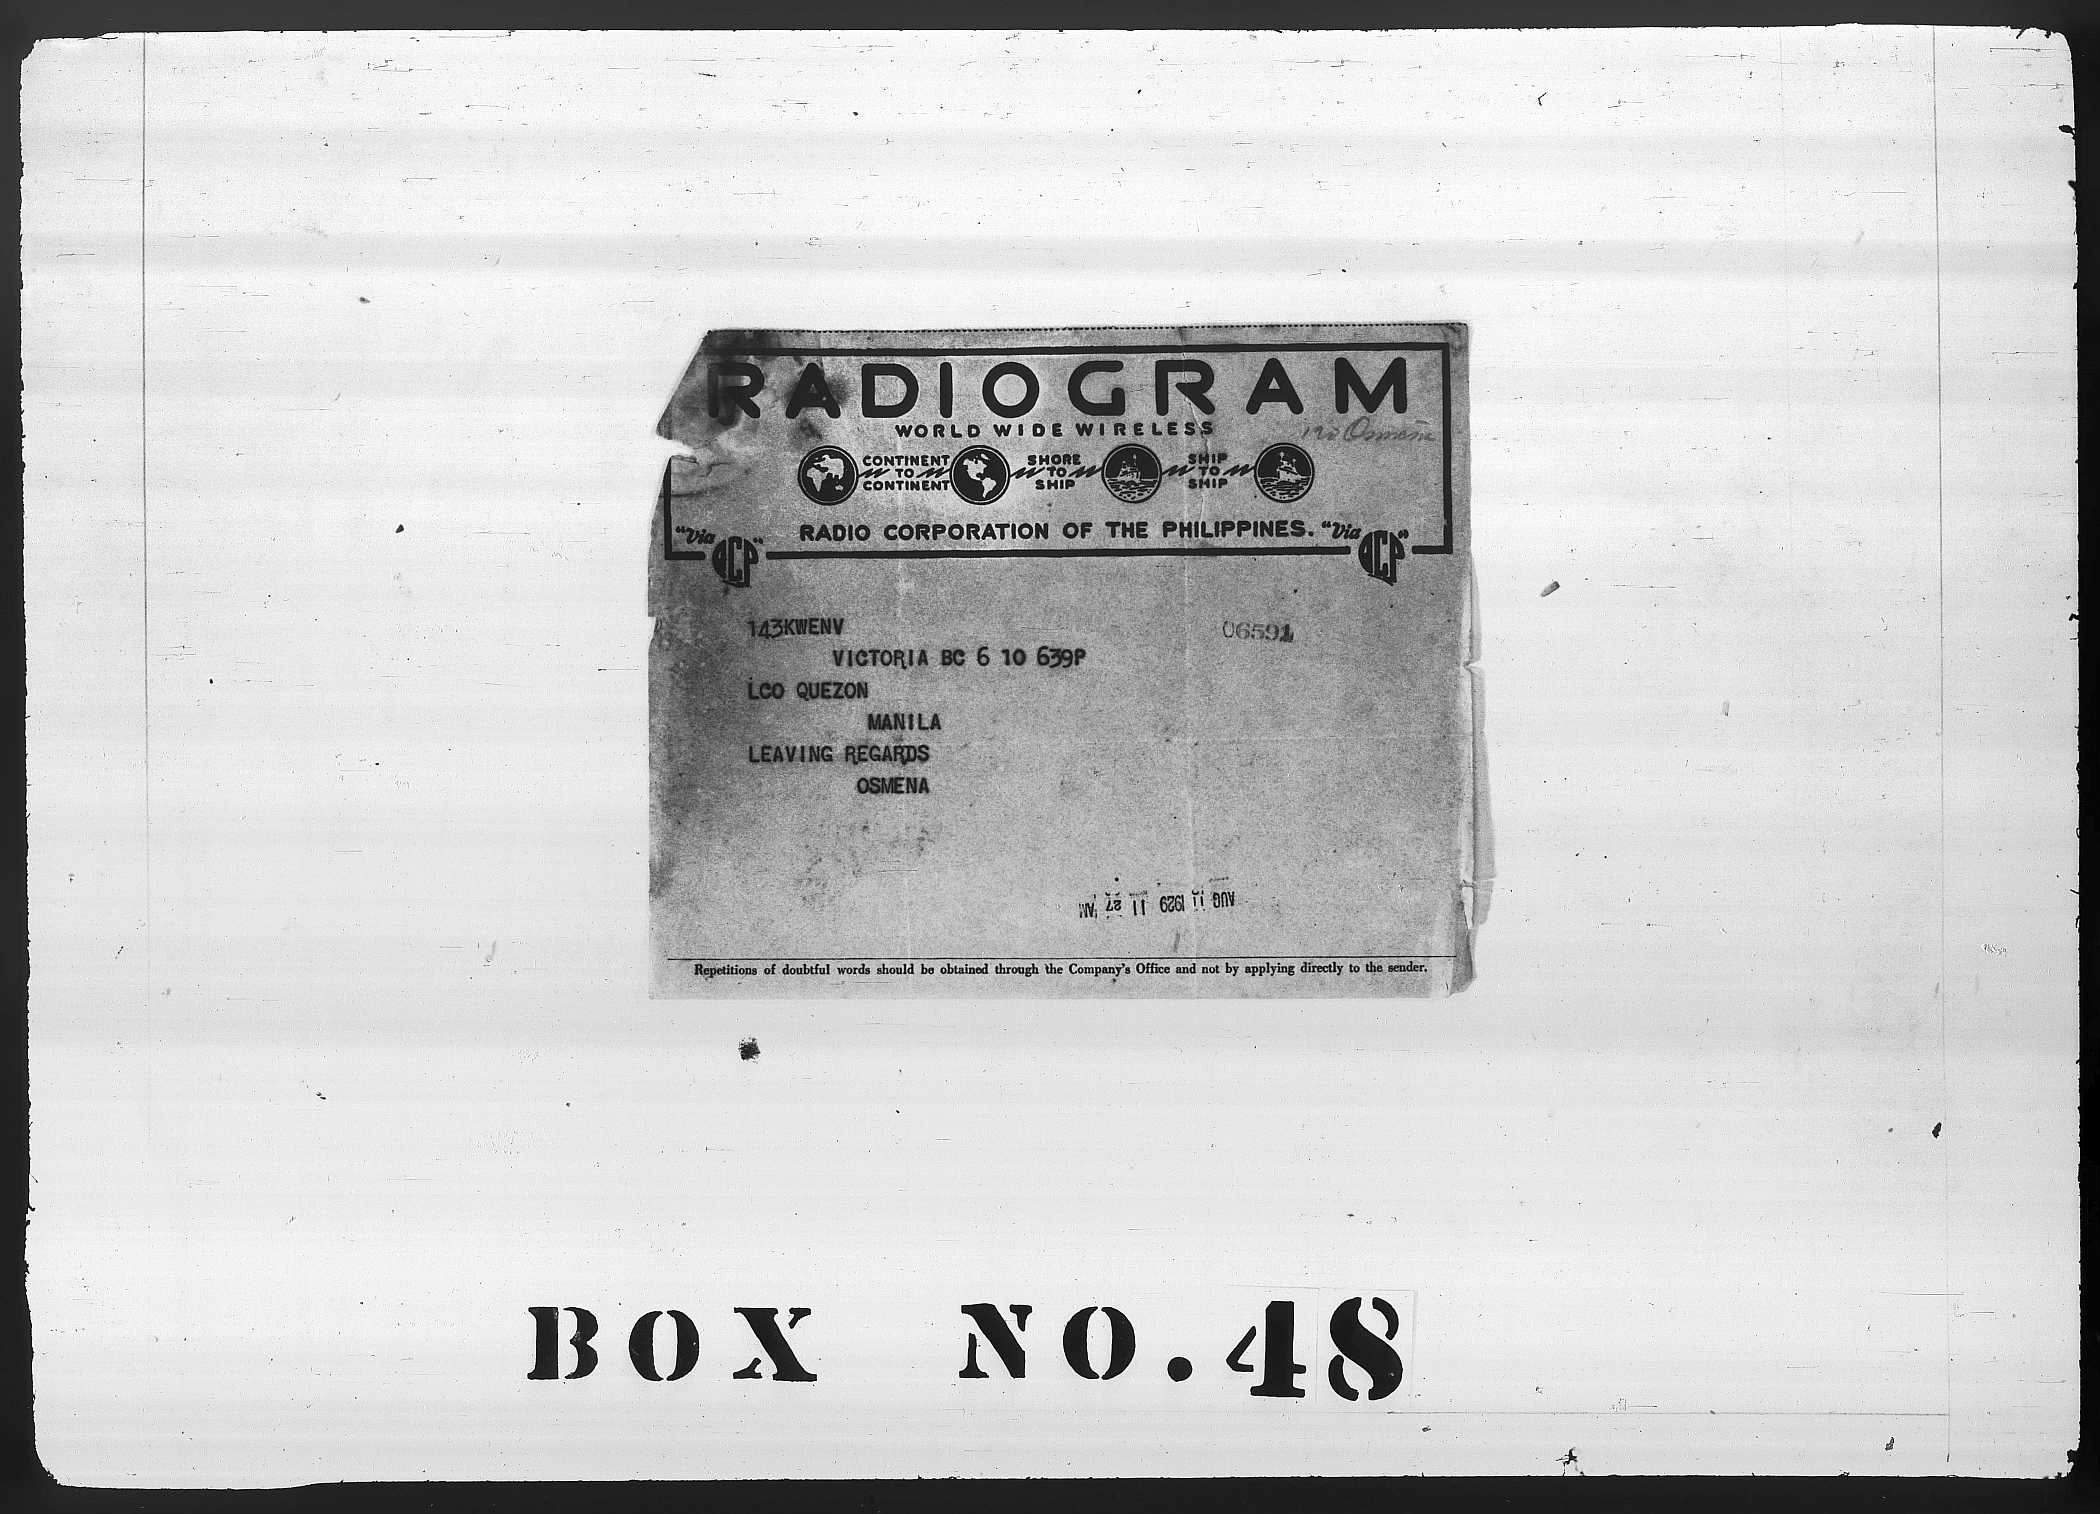 RADIOGRAM
WORLD WIDE WIRELESS
Osmeña
CONTINENT TO CONTINENT
SHORE TO SHIP
SHIP TO SHIP
"Via RCP"
RADIO CORPORATION OF THE PHILIPPINES.
"Via RCP"
143KWENV
06591
VICTORIA BC 6 10 639P
LCO QUEZON
MANILA
LEAVING REGARDS
OSMENA
AUG 11 1929 11 27 AM
Repetitions of doubtful words should be obtained through the Company's Office and not by applying directly to the sender.
BOX NO. 48